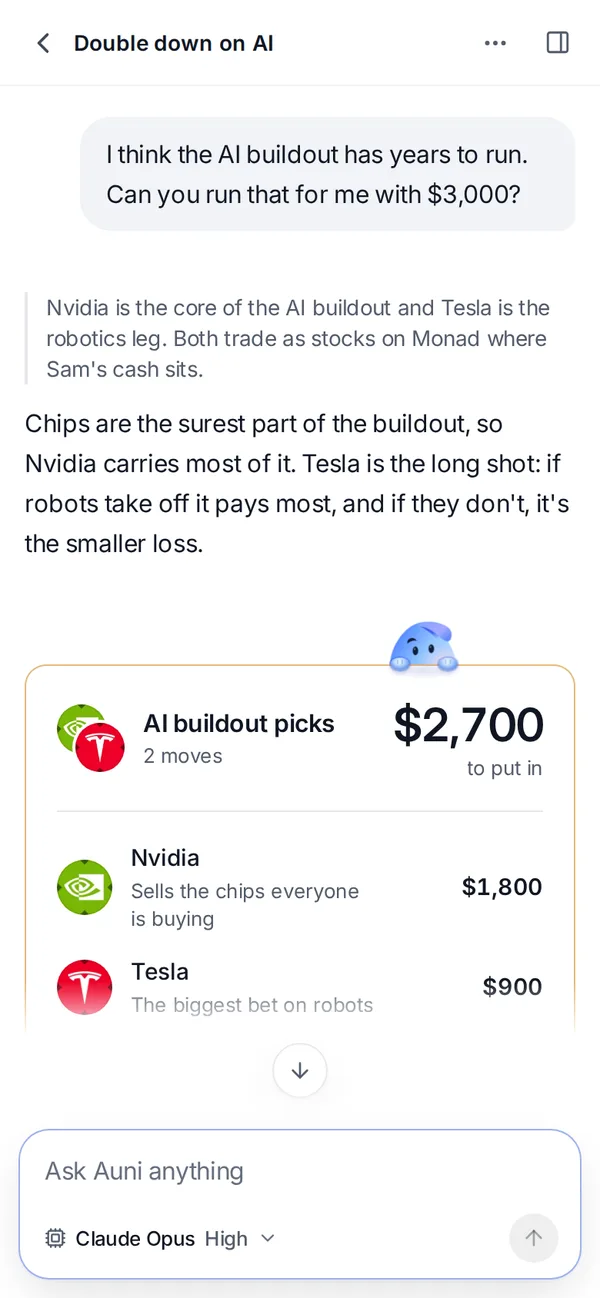 Double down on AI
I think the AI buildout has years to run.
Can you run that for me with $3,000?
Nvidia is the core of the AI buildout and Tesla is the
robotics leg. Both trade as stocks on Monad where
Sam's cash sits.
Chips are the surest part of the buildout, so
Nvidia carries most of it. Tesla is the long shot: if
robots take off it pays most, and if they don't, it's
the smaller loss.
AI buildout picks
$2,700
2 moves
to put in
Nvidia
Sells the chips everyone
is buying
$1,800
Tesla
The biggest bet on robots
$900
Ask Auni anything
Claude Opus High